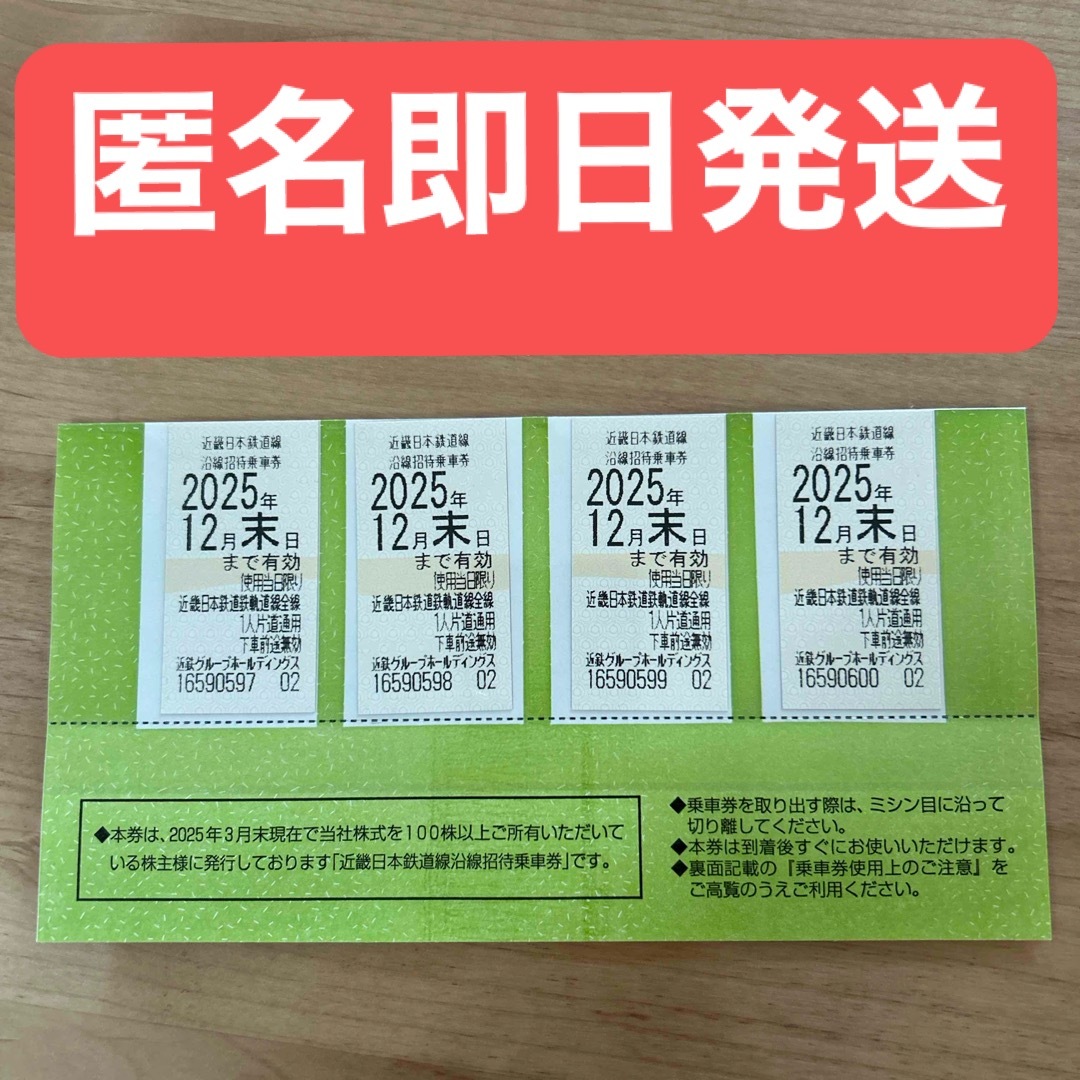 匿名即日発送
近畿日本鉄道線
沿線招待乗車券
2025年
12月末日
まで有効
使用当日限り
近畿日本鉄道鉄軌道線全線
1人片道通用
下車前途無効
近鉄グループホールディングス
16590597 02
近畿日本鉄道線
沿線招待乗車券
2025年
12月末日
まで有効
使用当日限り
近畿日本鉄道鉄軌道線全線
1人片道通用
下車前途無効
近鉄グループホールディングス
16590598 02
近畿日本鉄道線
沿線招待乗車券
2025年
12月末日
まで有効
使用当日限り
近畿日本鉄道鉄軌道線全線
1人片道通用
下車前途無効
近鉄グループホールディングス
16590599 02
近畿日本鉄道線
沿線招待乗車券
2025年
12月末日
まで有効
使用当日限り
近畿日本鉄道鉄軌道線全線
1人片道通用
下車前途無効
近鉄グループホールディングス
16590600 02
◆本券は、2025年3月末現在で当社株式を100株以上ご所有いただいて
いる株主様に発行しております「近畿日本鉄道線沿線招待乗車券」です。
◆乗車券を取り出す際は、ミシン目に沿って
切り離してください。
◆本券は到着後すぐにお使いいただけます。
◆裏面記載の『乗車券使用上のご注意』を
ご高覧のうえご利用ください。